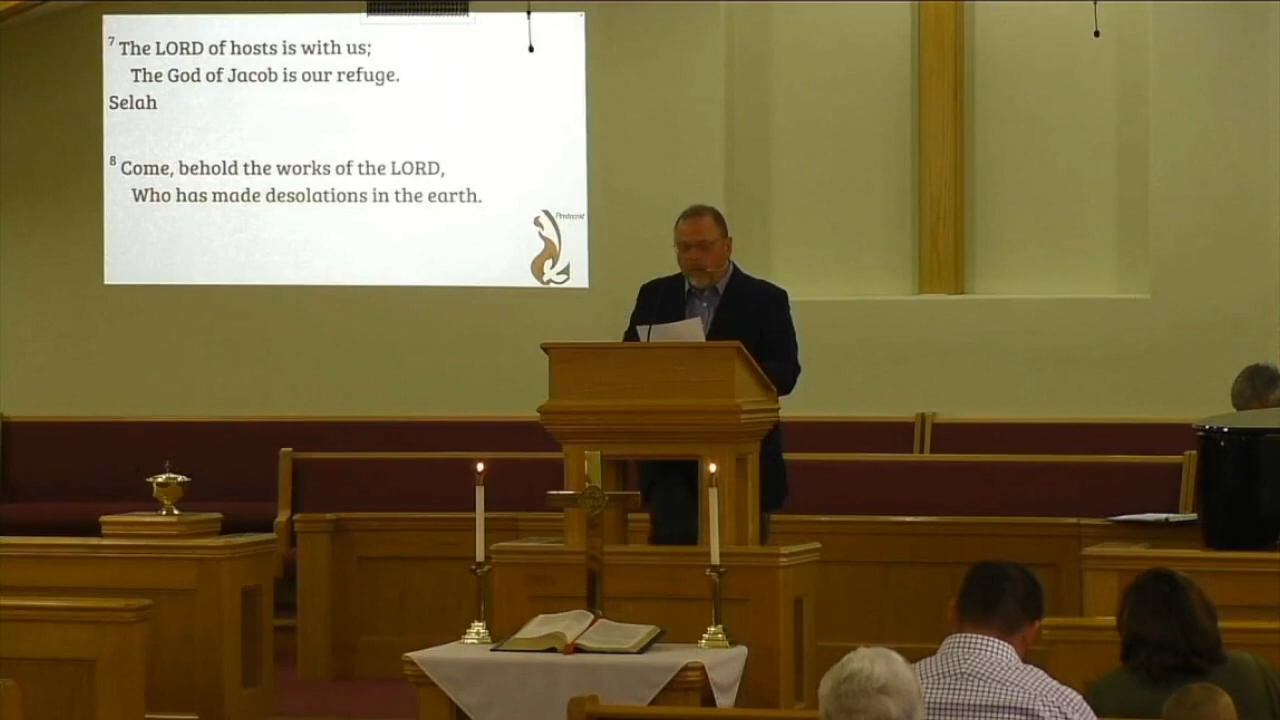 ⁷ The LORD of hosts is with us;
The God of Jacob is our refuge.
Selah
⁸ Come, behold the works of the LORD,
Who has made desolations in the earth.
Pentecost